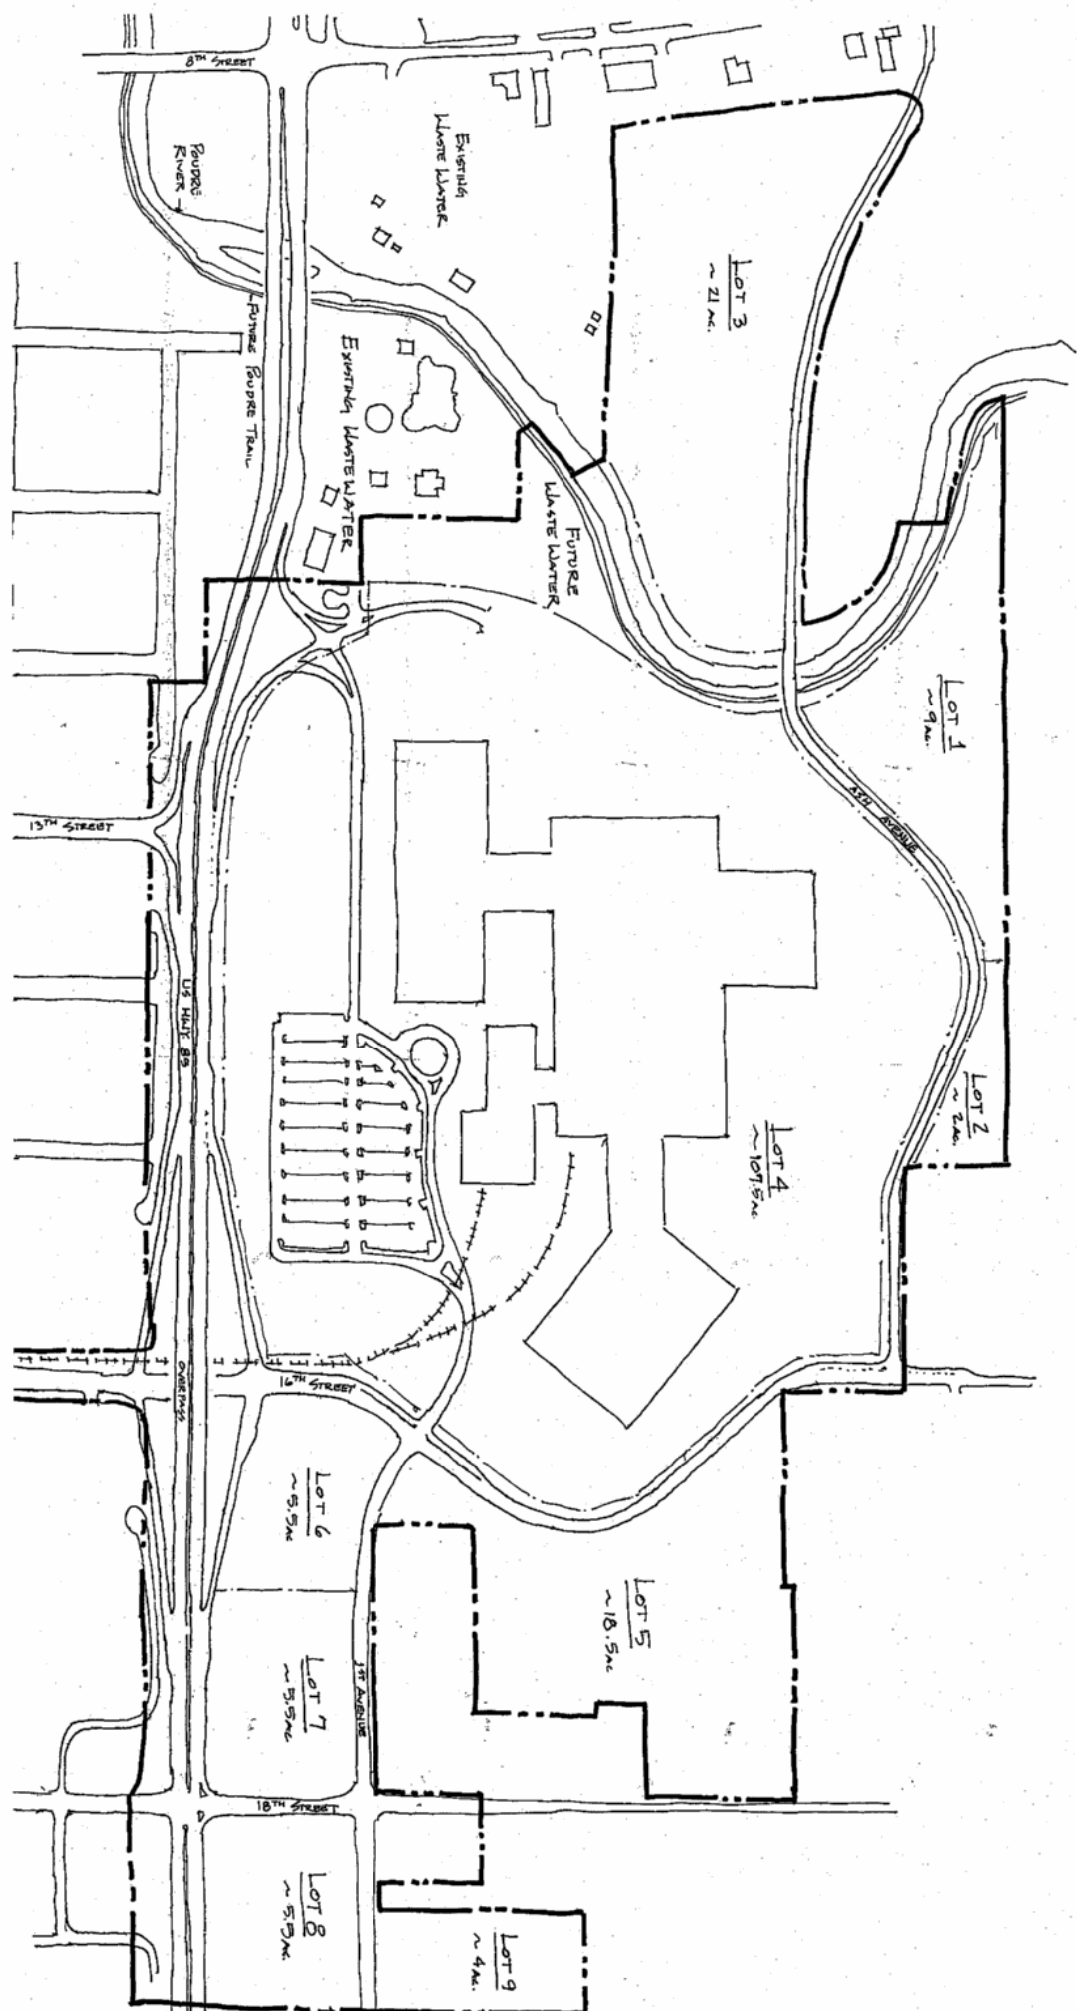 8TH STREET
POUDRE
RIVER
EXISTING
WASTE WATER
LOT 3
~ 21 AC.
FUTURE POUDRE TRAIL
EXISTING WASTEWATER
FUTURE
WASTE WATER
LOT 1
~ 9 AC.
13TH STREET
ASH AVENUE
US HWY 85
LOT 2
~ 2 AC.
LOT 4
~ 107.5 AC
OVERPASS
16TH STREET
LOT 6
~ 5.5 AC
LOT 5
~ 18.5 AC
LOT 7
~ 5.5 AC
1ST AVENUE
18TH STREET
LOT 8
~ 5.5 AC.
LOT 9
~ 4 AC.